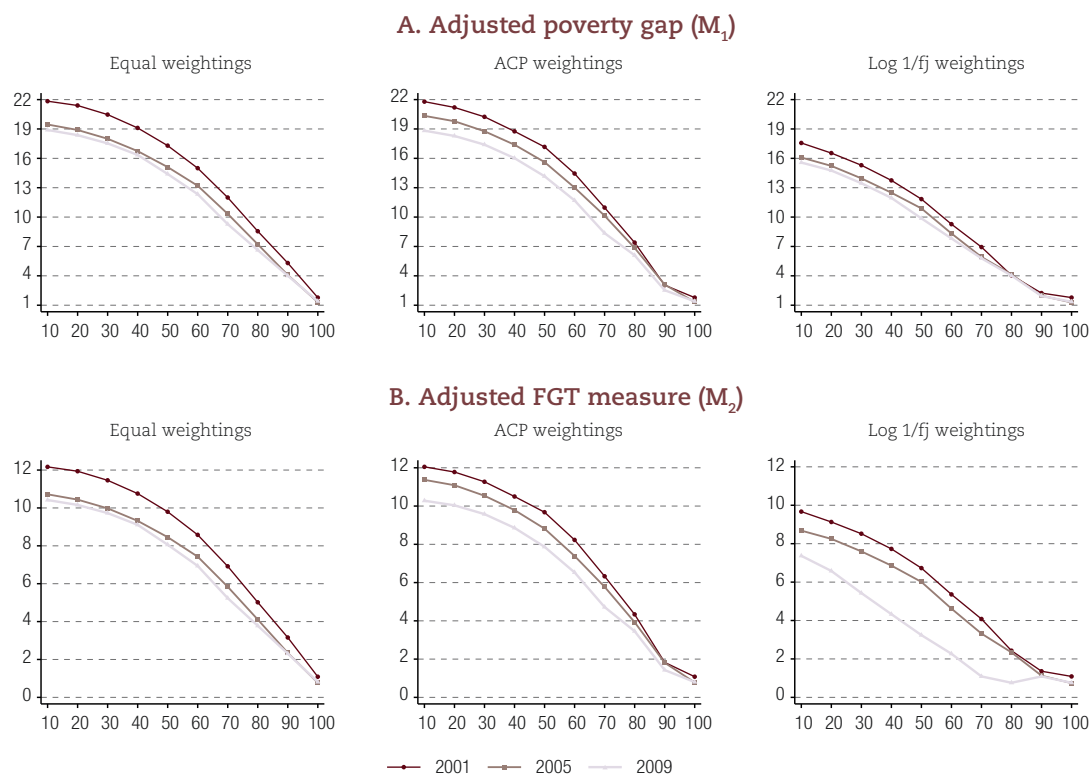 A. Adjusted poverty gap (M₁)
Equal weightings ACP weightings Log 1/fj weightings
22 22 22
19 19 19
16 16 16
13 13 13
10 10 10
7 7 7
4 4 4
1 1 1
10 20 30 40 50 60 70 80 90 100 10 20 30 40 50 60 70 80 90 100 10 20 30 40 50 60 70 80 90 100
B. Adjusted FGT measure (M₂)
Equal weightings ACP weightings Log 1/fj weightings
12 12 12
10 10 10
8 8 8
6 6 6
4 4 4
2 2 2
0 0 0
10 20 30 40 50 60 70 80 90 100 10 20 30 40 50 60 70 80 90 100 10 20 30 40 50 60 70 80 90 100
2001 2005 2009